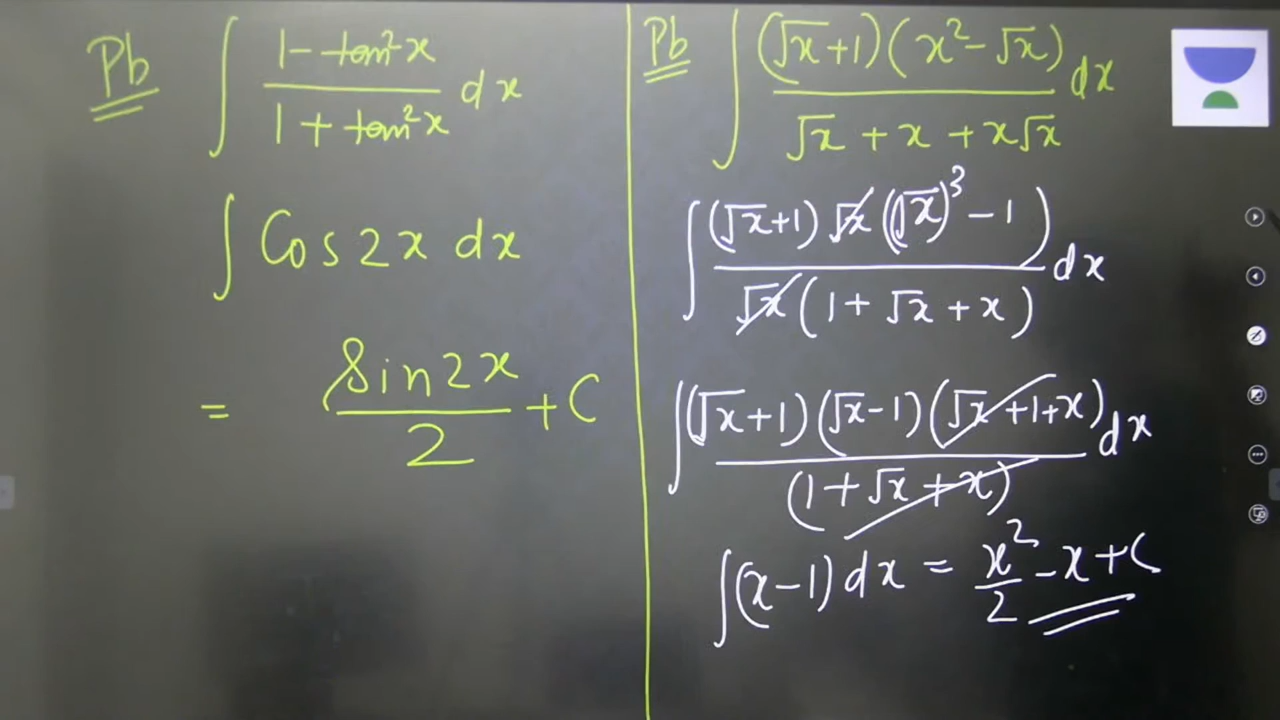 Pb ∫ (1 - tan²x)/(1 + tan²x) dx
∫ Cos 2x dx
= Sin2x/2 + C
Pb ∫ (√x+1)(x² - √x)/(√x + x + x√x) dx
∫ (√x+1) √x ((√x)³ - 1)/(√x (1 + √x + x)) dx
∫ (√x+1)(√x-1)(√x+1+x)/(1+√x+x) dx
∫(x-1) dx = x²/2 - x + C